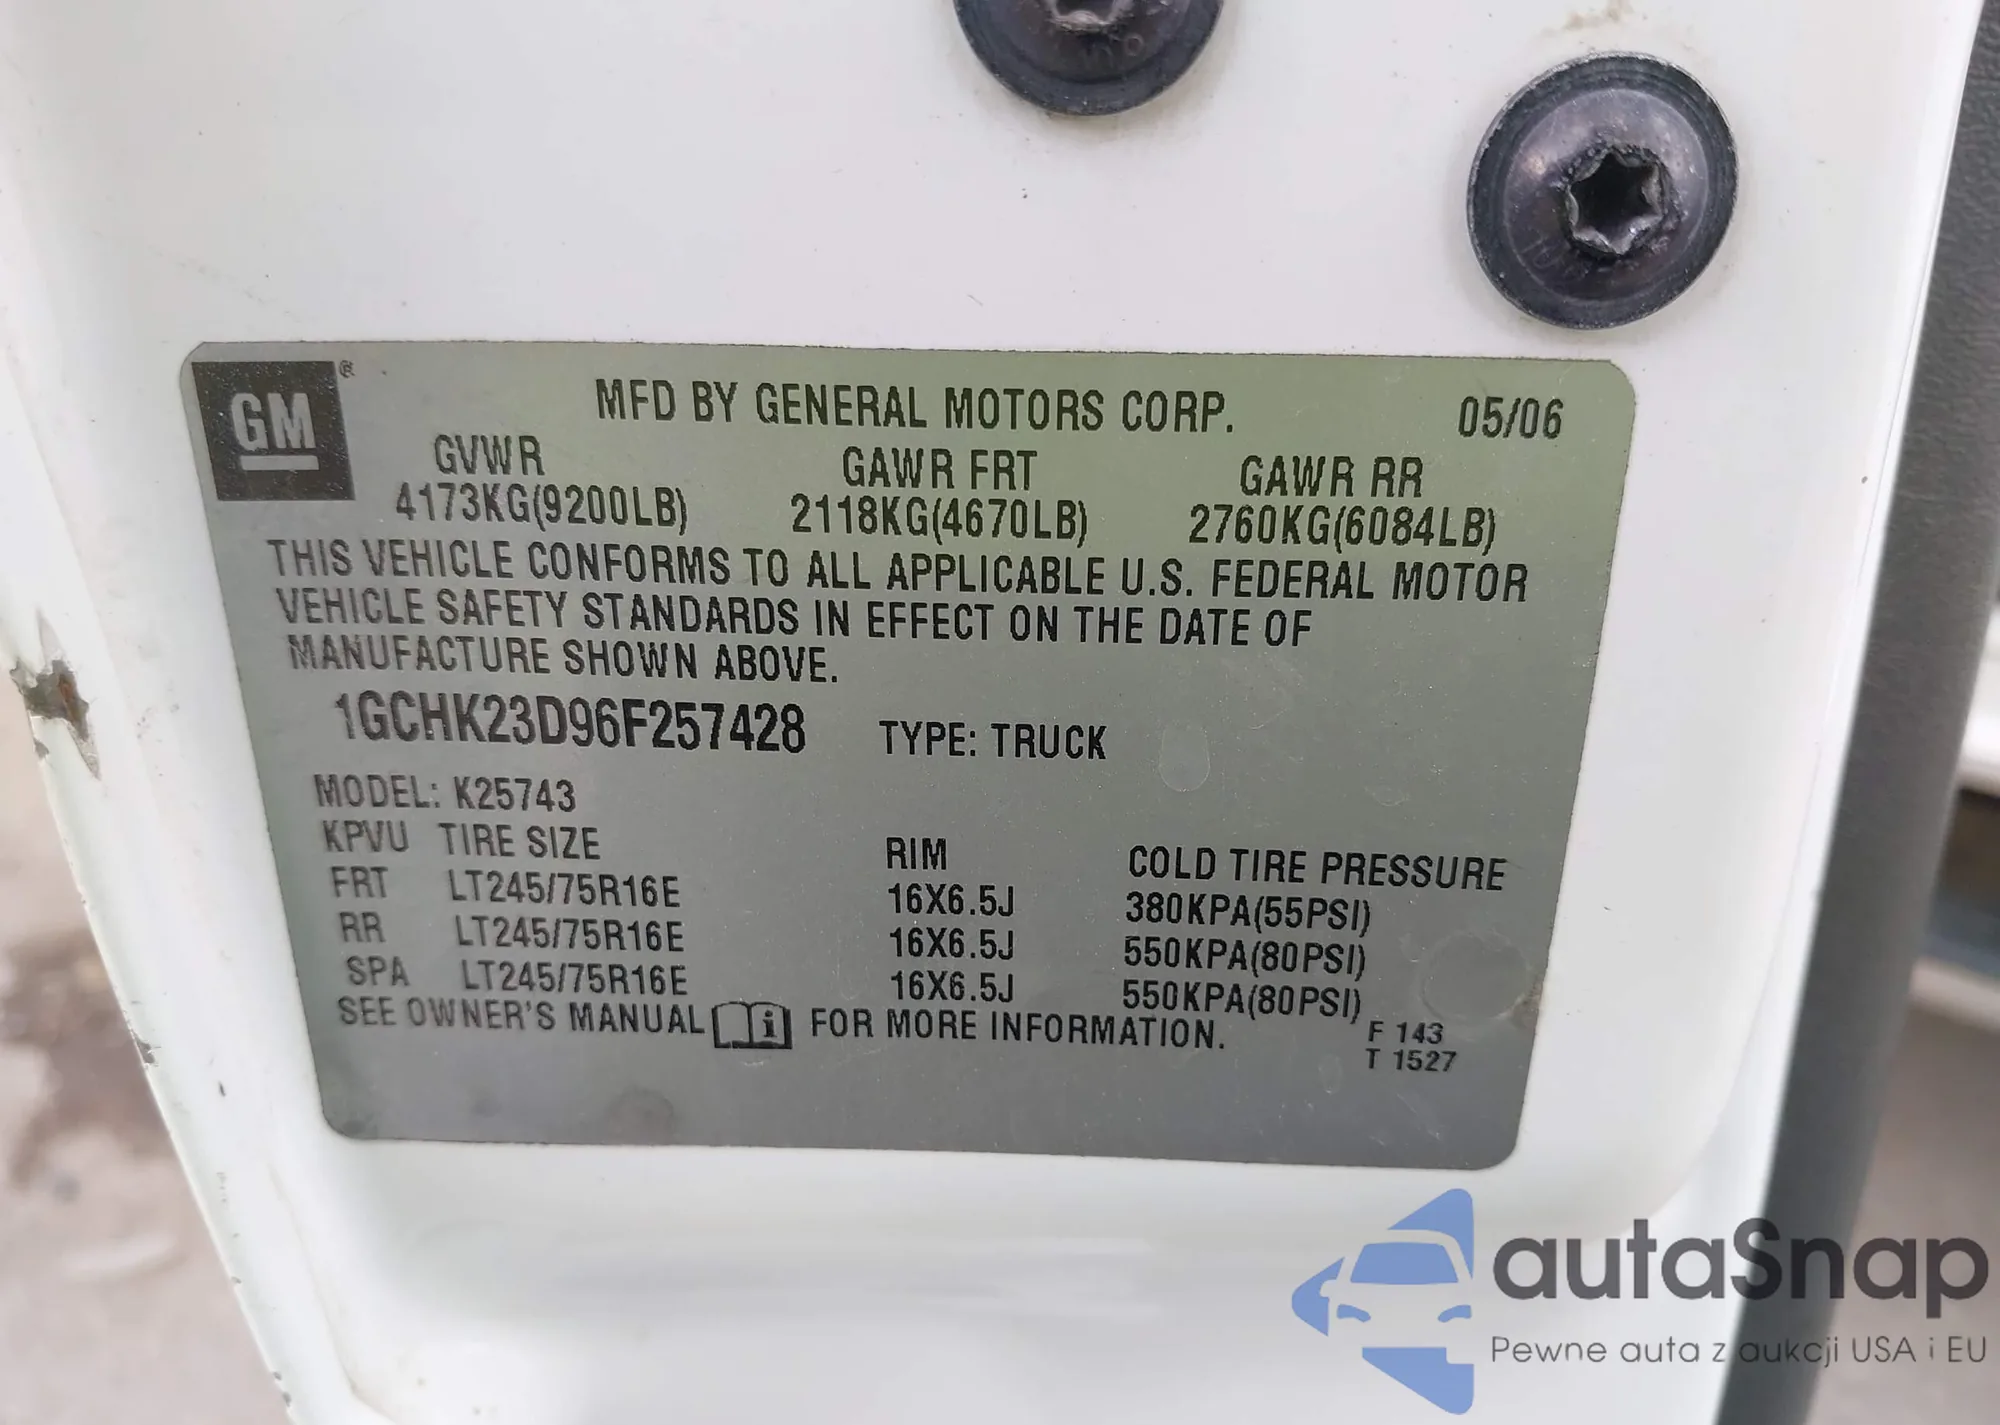 GM®
MFD BY GENERAL MOTORS CORP. 05/06
GVWR GAWR FRT GAWR RR
4173KG(9200LB) 2118KG(4670LB) 2760KG(6084LB)
THIS VEHICLE CONFORMS TO ALL APPLICABLE U.S. FEDERAL MOTOR
VEHICLE SAFETY STANDARDS IN EFFECT ON THE DATE OF
MANUFACTURE SHOWN ABOVE.
1GCHK23D96F257428 TYPE: TRUCK
MODEL: K25743
KPVU TIRE SIZE RIM COLD TIRE PRESSURE
FRT LT245/75R16E 16X6.5J 380KPA(55PSI)
RR LT245/75R16E 16X6.5J 550KPA(80PSI)
SPA LT245/75R16E 16X6.5J 550KPA(80PSI)
SEE OWNER'S MANUAL i FOR MORE INFORMATION.
F 143
T 1527
autaSnap
Pewne auta z aukcji USA i EU